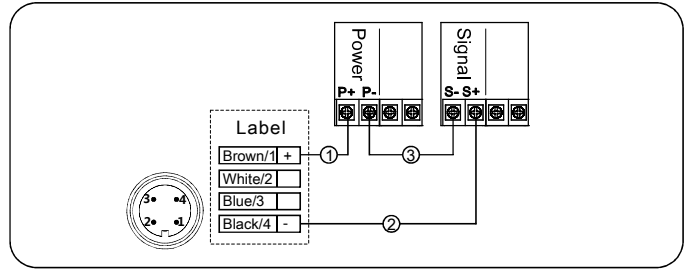 Power
P+ P-
Signal
S- S+
Label
Brown/1 +
White/2
Blue/3
Black/4 -
1
3
2
3 4
2 1